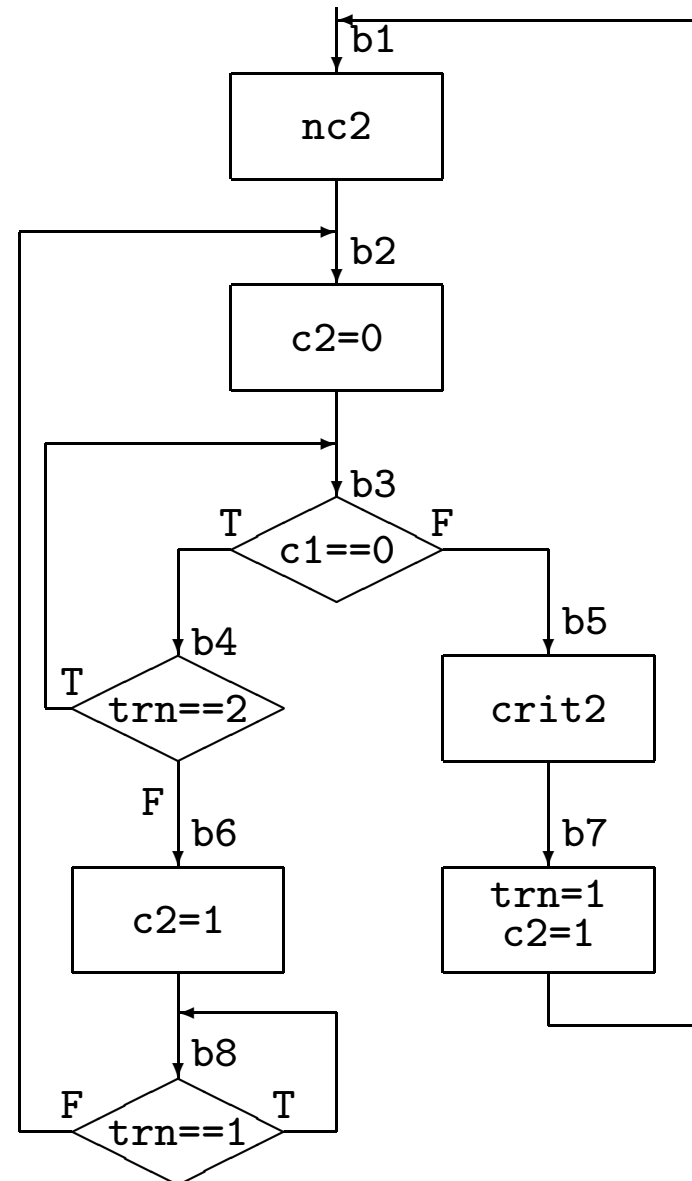 b1
nc2
b2
c2=0
b3
T
F
c1==0
b4
b5
T
trn==2
crit2
F
b6
b7
c2=1
trn=1
c2=1
b8
F
T
trn==1